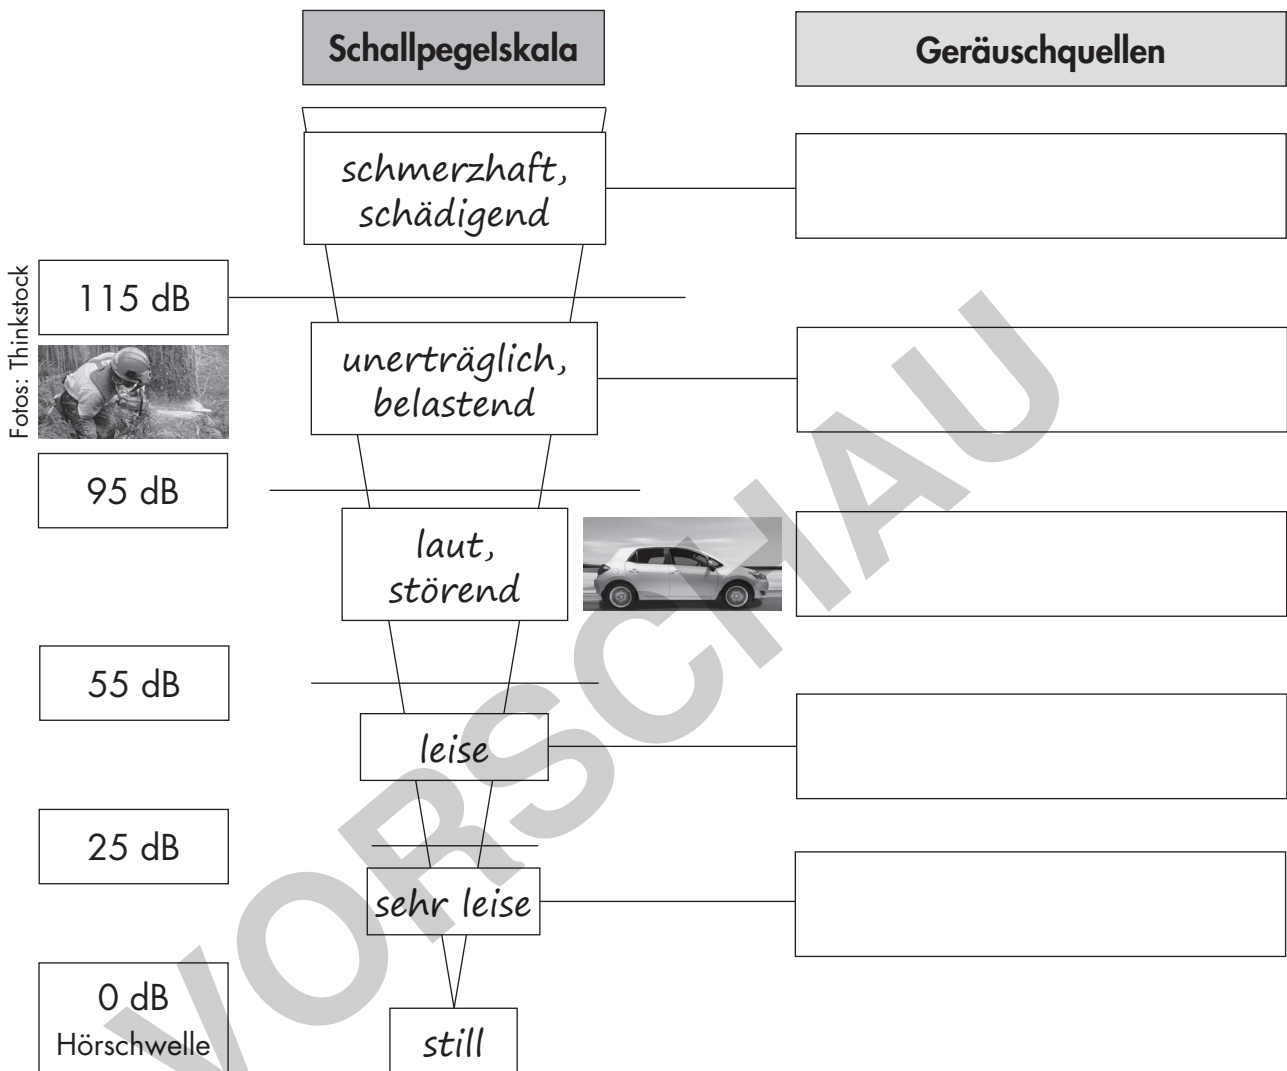 Schallpegelskala
Geräuschquellen
schmerzhaft,
schädigend
115 dB
Fotos: Thinkstock
unerträglich,
belastend
95 dB
laut,
störend
55 dB
leise
25 dB
sehr leise
0 dB
Hörschwelle
still
VORSCHAU